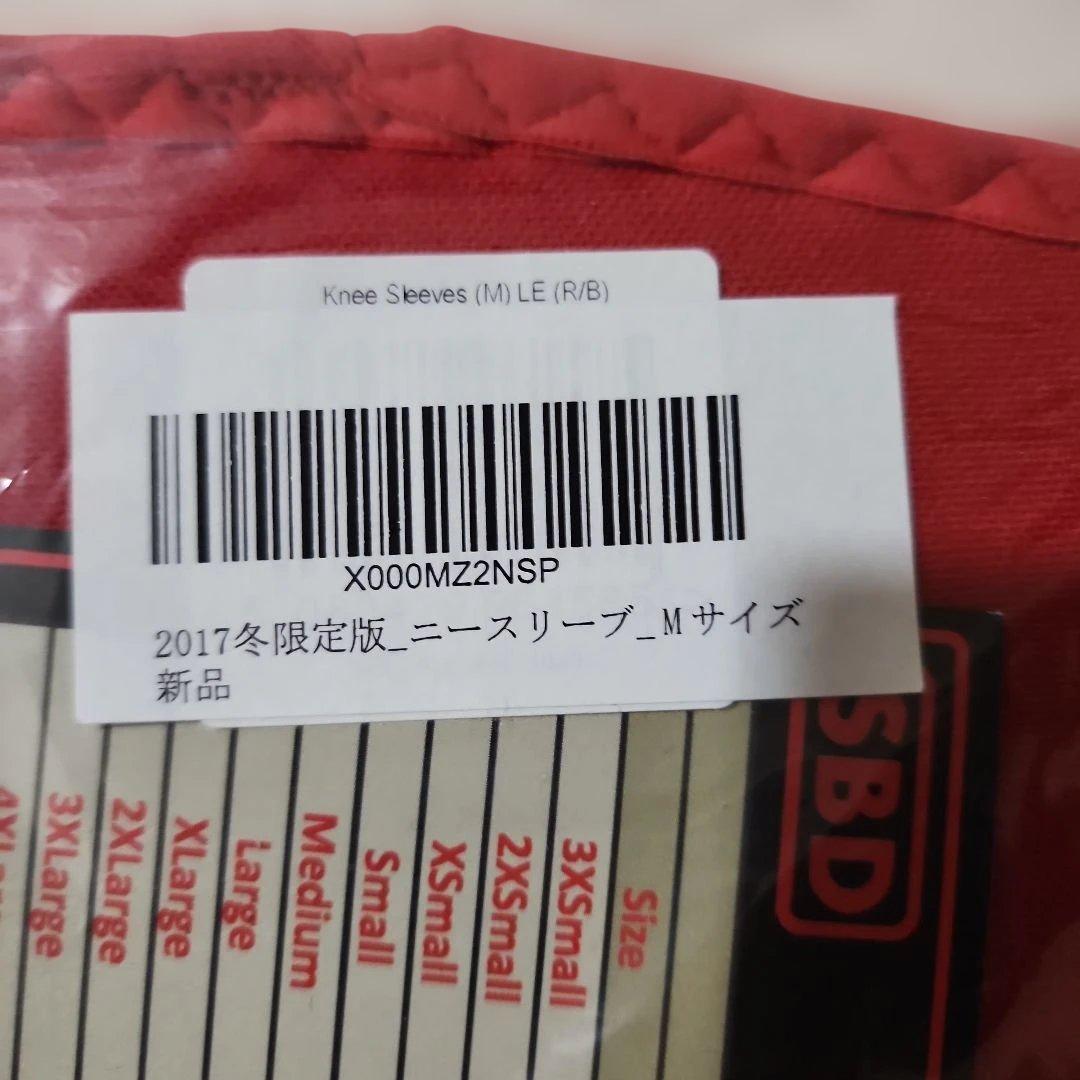 Knee Sleeves (M) LE (R/B)
X000MZ2NSP
2017冬限定版_ニースリーブ_Mサイズ
新品
SBD
Size
3XSmall
2XSmall
XSmall
Small
Medium
Large
XLarge
2XLarge
3XLarge